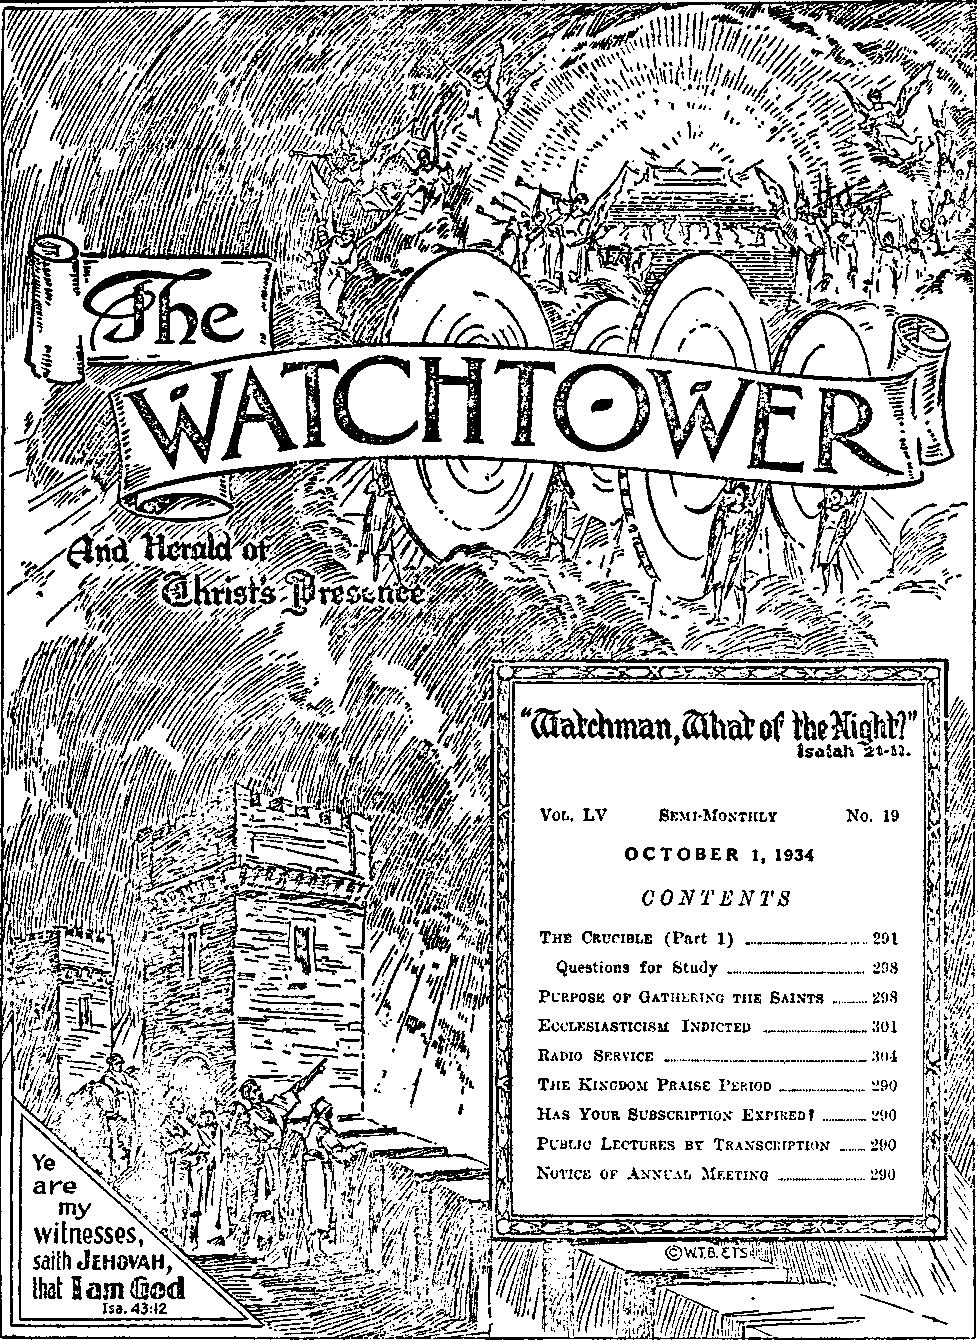 The
WATCHTOWER
And Herald of
Christ's Presence
"Watchman, What of the Night?"
Isaiah 21-11.
VOL. LV SEMI-MONTHLY No. 19
OCTOBER 1, 1934
CONTENTS
THE CRUCIBLE (Part 1) 291
Questions for Study 298
PURPOSE OF GATHERING THE SAINTS 298
ECCLESIASTICISM INDICTED 301
RADIO SERVICE 304
THE KINGDOM PRAISE PERIOD 290
HAS YOUR SUBSCRIPTION EXPIRED? 290
PUBLIC LECTURES BY TRANSCRIPTION 290
NOTICE OF ANNUAL MEETING 290
Ye
are
my
witnesses,
saith JEHOVAH,
that I am God
Isa. 43:12
©W.T.B. & T.S.